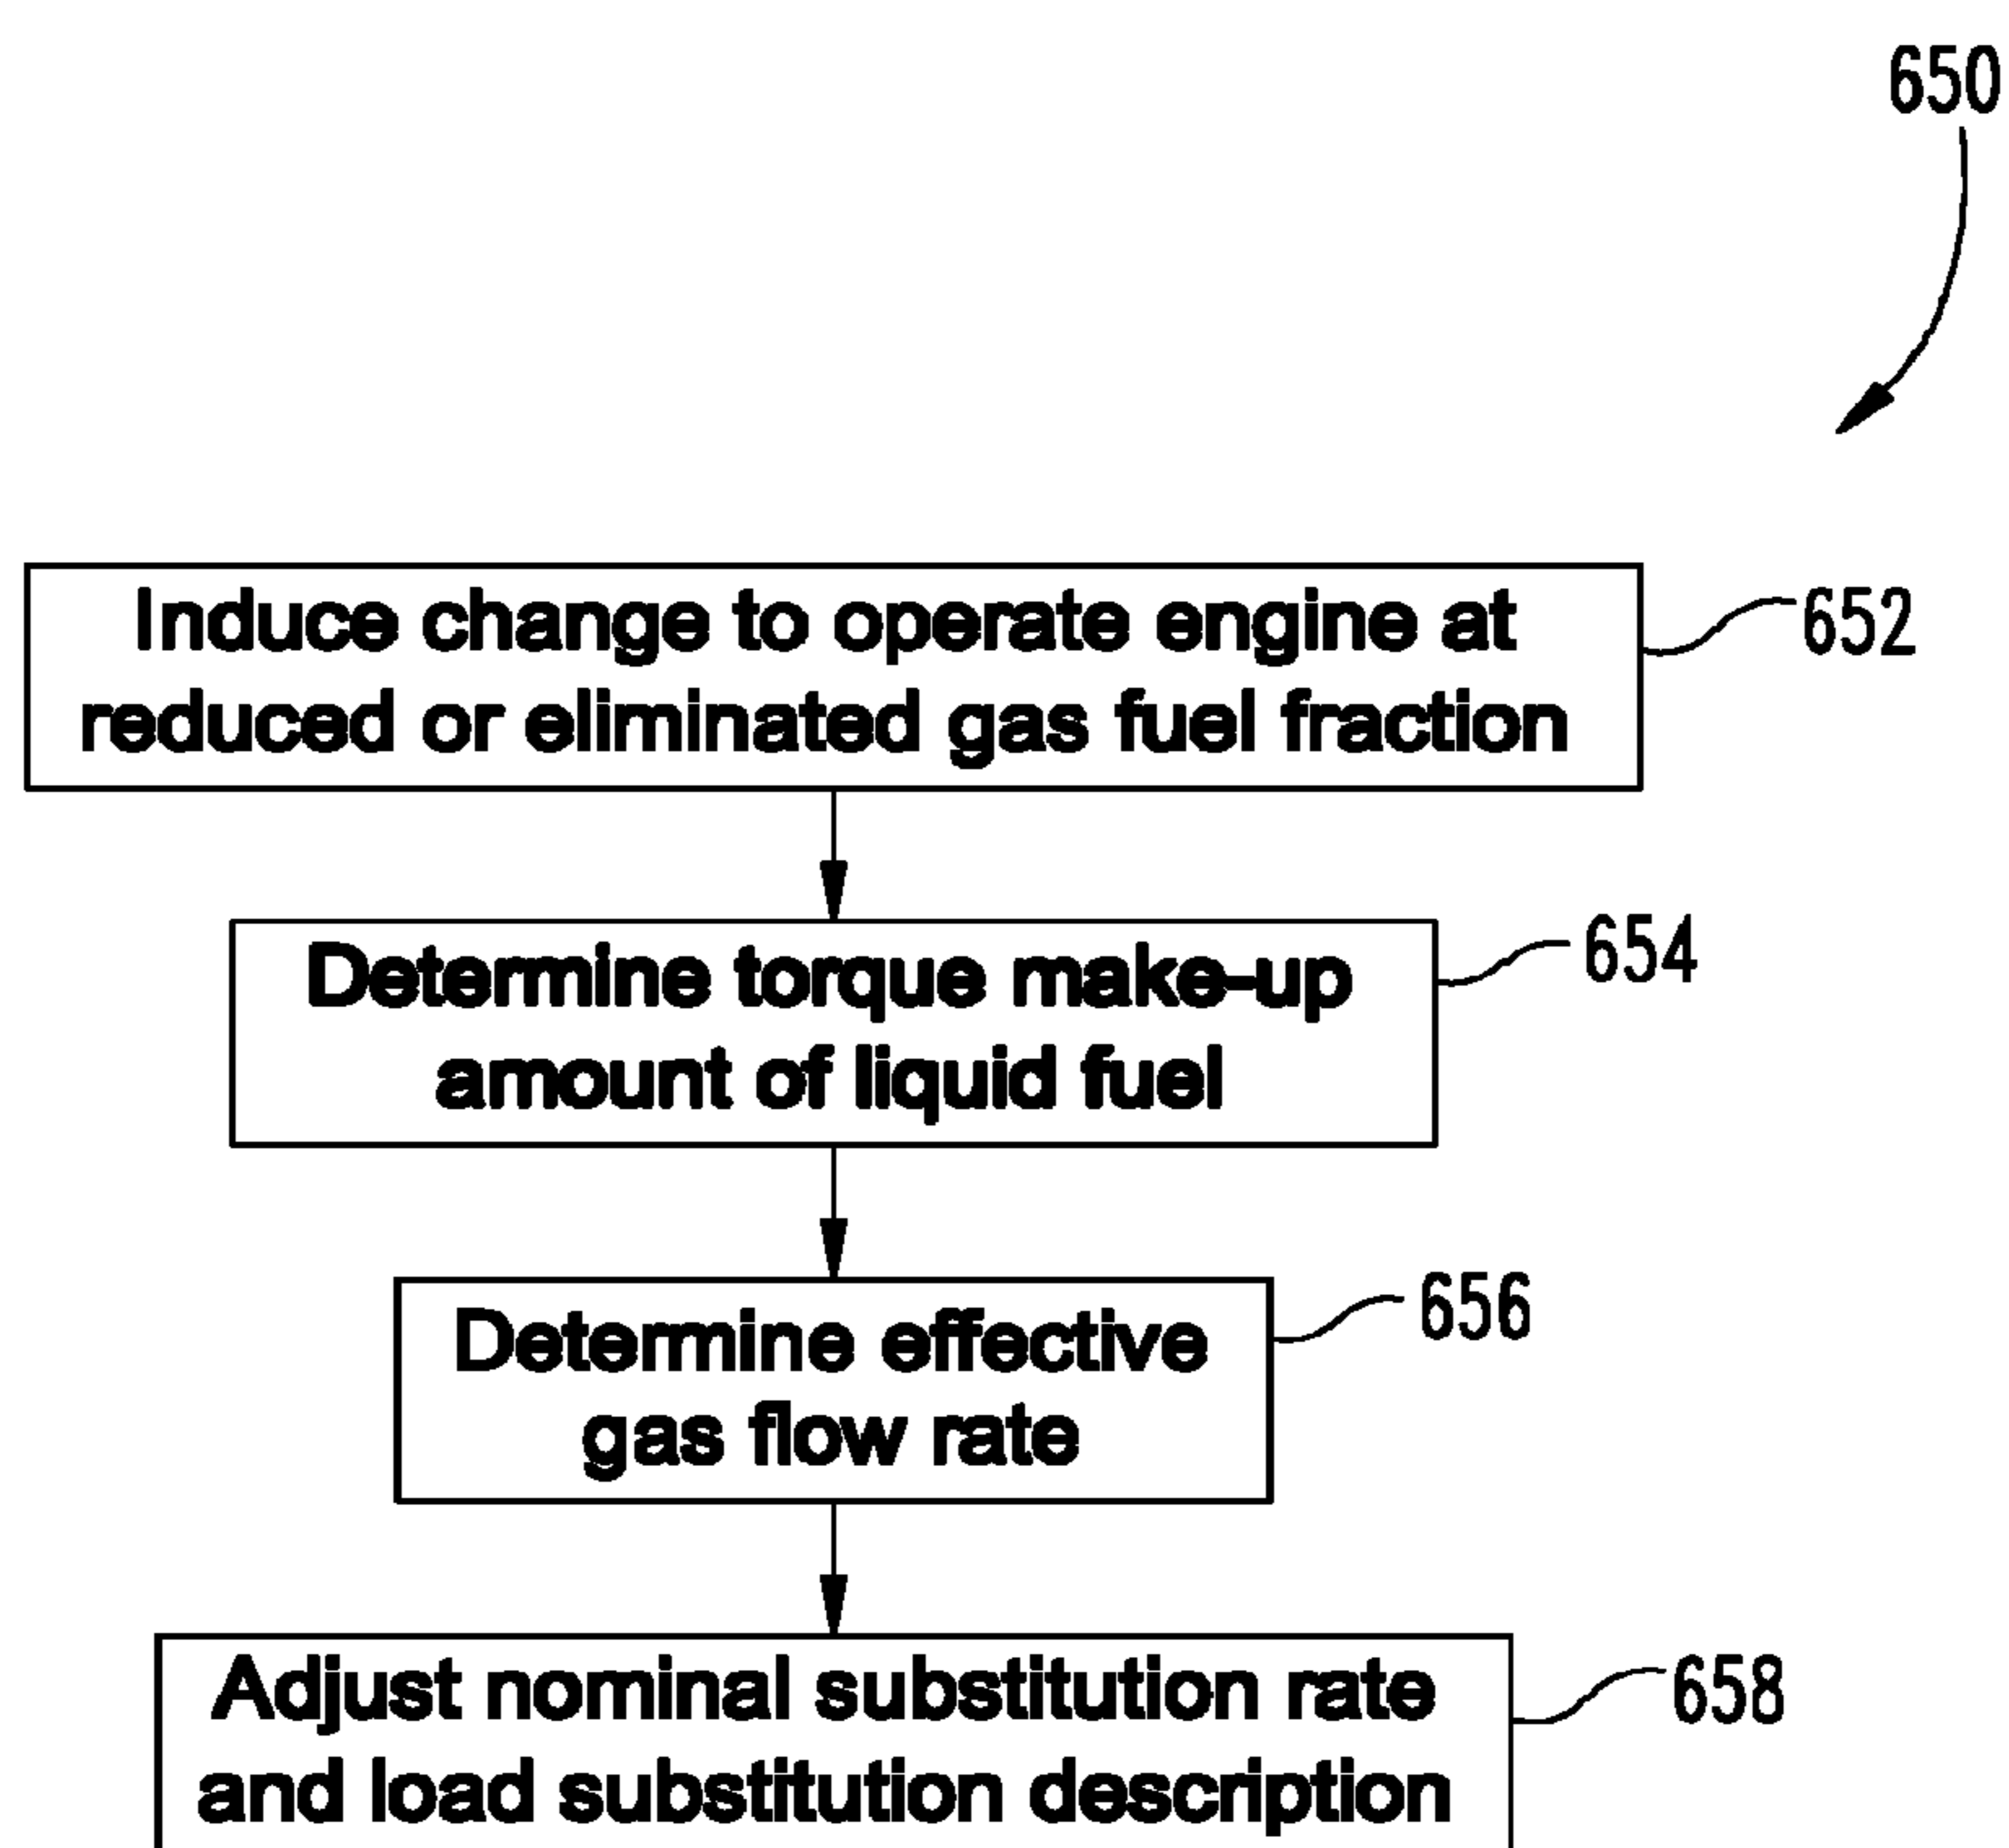 650
Induce change to operate engine at
reduced or eliminated gas fuel fraction
652
Determine torque make-up
amount of liquid fuel
654
Determine effective
gas flow rate
656
Adjust nominal substitution rate
and load substitution description
658